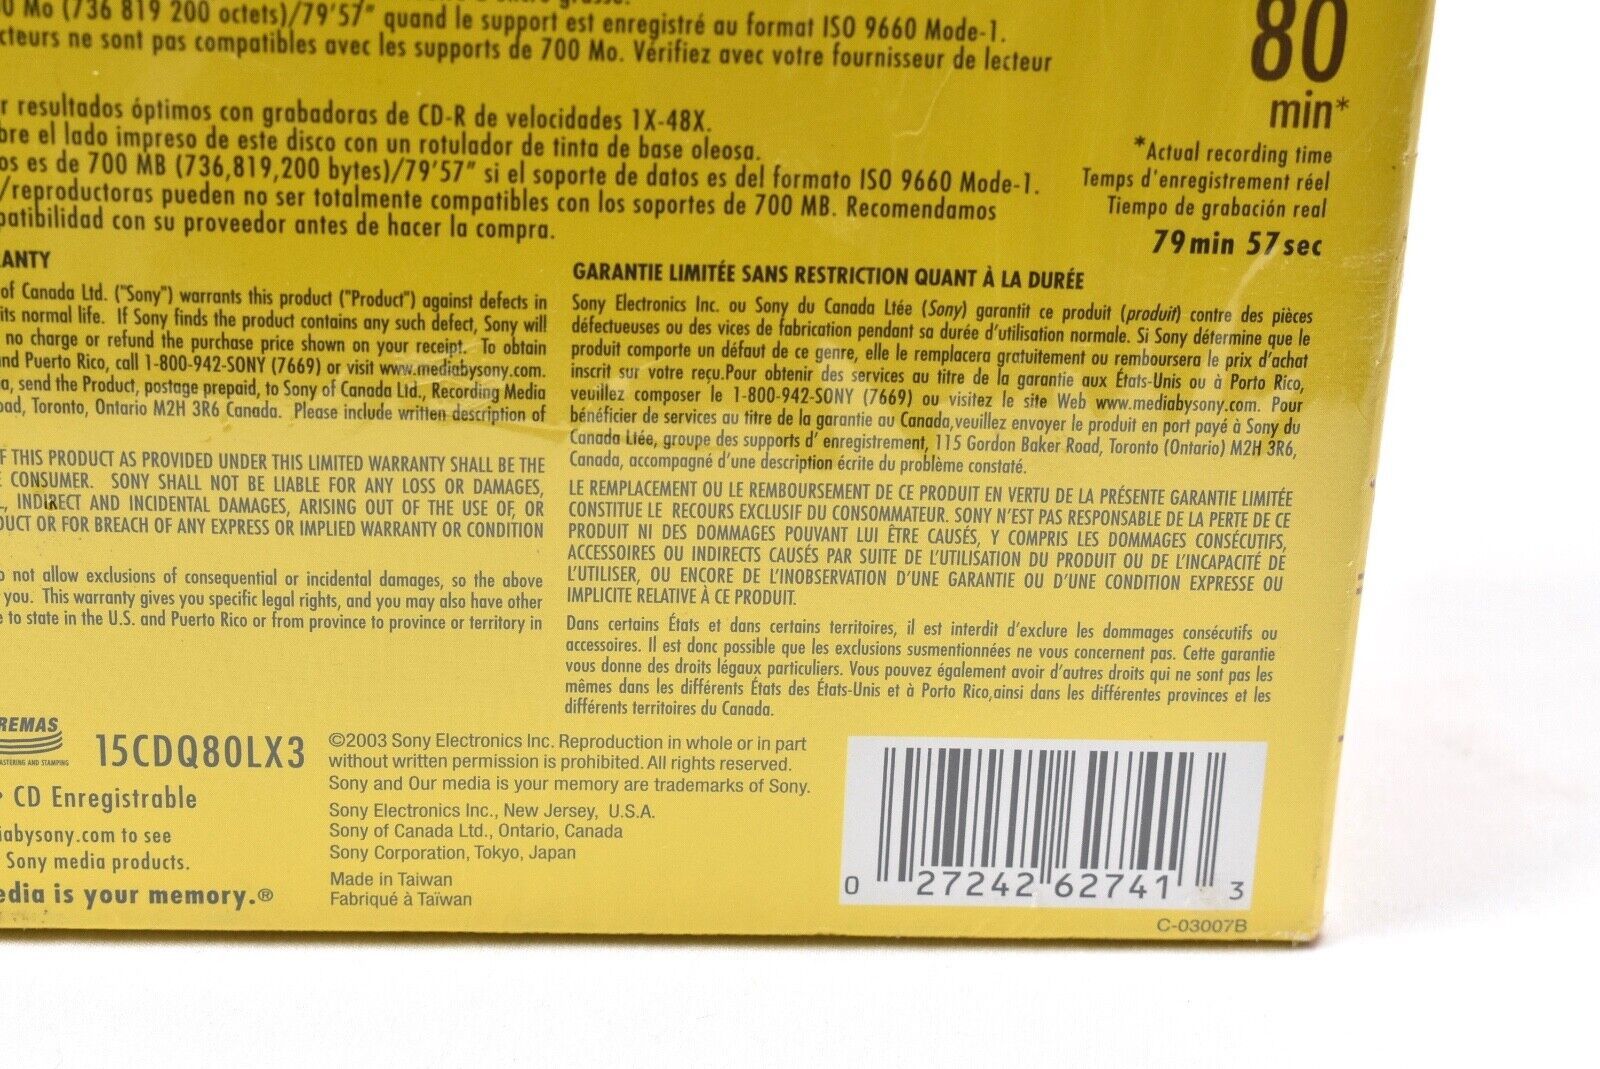 Mo (736 819 200 octets)/79'57" quand le support est enregistré au format ISO 9660 Mode-1.
cteurs ne sont pas compatibles avec les supports de 700 Mo. Vérifiez avec votre fournisseur de lecteur
80
min*
*Actual recording time
Temps d'enregistrement réel
Tiempo de grabación real
79min 57sec
r resultados óptimos con grabadoras de CD-R de velocidades 1X-48X.
bre el lado impreso de este disco con un rotulador de tinta de base oleosa.
os es de 700 MB (736,819,200 bytes)/79'57" si el soporte de datos es del formato ISO 9660 Mode-1.
/reproductoras pueden no ser totalmente compatibles con los soportes de 700 MB. Recomendamos
patibilidad con su proveedor antes de hacer la compra.
ANTY
of Canada Ltd. ("Sony") warrants this product ("Product") against defects in
its normal life. If Sony finds the product contains any such defect, Sony will
no charge or refund the purchase price shown on your receipt. To obtain
nd Puerto Rico, call 1-800-942-SONY (7669) or visit www.mediabysony.com.
a, send the Product, postage prepaid, to Sony of Canada Ltd., Recording Media
oad, Toronto, Ontario M2H 3R6 Canada. Please include written description of
F THIS PRODUCT AS PROVIDED UNDER THIS LIMITED WARRANTY SHALL BE THE
E CONSUMER. SONY SHALL NOT BE LIABLE FOR ANY LOSS OR DAMAGES,
L, INDIRECT AND INCIDENTAL DAMAGES, ARISING OUT OF THE USE OF, OR
DUCT OR FOR BREACH OF ANY EXPRESS OR IMPLIED WARRANTY OR CONDITION
o not allow exclusions of consequential or incidental damages, so the above
you. This warranty gives you specific legal rights, and you may also have other
e to state in the U.S. and Puerto Rico or from province to province or territory in
GARANTIE LIMITÉE SANS RESTRICTION QUANT À LA DURÉE
Sony Electronics Inc. ou Sony du Canada Ltée (Sony) garantit ce produit (produit) contre des pièces
défectueuses ou des vices de fabrication pendant sa durée d'utilisation normale. Si Sony détermine que le
produit comporte un défaut de ce genre, elle le remplacera gratuitement ou remboursera le prix d'achat
inscrit sur votre reçu.Pour obtenir des services au titre de la garantie aux États-Unis ou à Porto Rico,
veuillez composer le 1-800-942-SONY (7669) ou visitez le site Web www.mediabysony.com. Pour
bénéficier de services au titre de la garantie au Canada,veuillez envoyer le produit en port payé à Sony du
Canada Ltée, groupe des supports d' enregistrement, 115 Gordon Baker Road, Toronto (Ontario) M2H 3R6,
Canada, accompagné d'une description écrite du problème constaté.
LE REMPLACEMENT OU LE REMBOURSEMENT DE CE PRODUIT EN VERTU DE LA PRÉSENTE GARANTIE LIMITÉE
CONSTITUE LE RECOURS EXCLUSIF DU CONSOMMATEUR. SONY N'EST PAS RESPONSABLE DE LA PERTE DE CE
PRODUIT NI DES DOMMAGES POUVANT LUI ÊTRE CAUSÉS, Y COMPRIS LES DOMMAGES CONSÉCUTIFS,
ACCESSOIRES OU INDIRECTS CAUSÉS PAR SUITE DE L'UTILISATION DU PRODUIT OU DE L'INCAPACITÉ DE
L'UTILISER, OU ENCORE DE L'INOBSERVATION D'UNE GARANTIE OU D'UNE CONDITION EXPRESSE OU
IMPLICITE RELATIVE À CE PRODUIT.
Dans certains États et dans certains territoires, il est interdit d'exclure les dommages consécutifs ou
accessoires. Il est donc possible que les exclusions susmentionnées ne vous concernent pas. Cette garantie
vous donne des droits légaux particuliers. Vous pouvez également avoir d'autres droits qui ne sont pas les
mêmes dans les différents États des États-Unis et à Porto Rico,ainsi dans les différentes provinces et les
différents territoires du Canada.
REMAS
ASTERING AND STAMPING
15CDQ80LX3
CD Enregistrable
iabysony.com to see
Sony media products.
edia is your memory.®
©2003 Sony Electronics Inc. Reproduction in whole or in part
without written permission is prohibited. All rights reserved.
Sony and Our media is your memory are trademarks of Sony.
Sony Electronics Inc., New Jersey, U.S.A.
Sony of Canada Ltd., Ontario, Canada
Sony Corporation, Tokyo, Japan
Made in Taiwan
Fabriqué à Taïwan
0 27242 62741 3
C-03007B